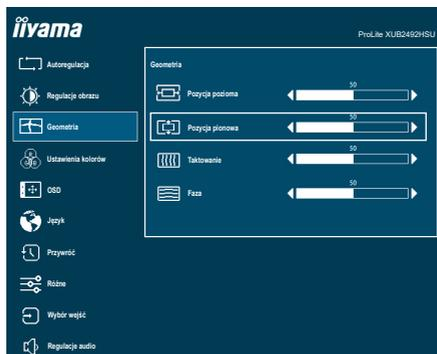 iiyama
ProLite XUB2492HSU
Autoregulacja
Regulacje obrazu
Geometria
Ustawienia kolorów
OSD
Język
Przywróć
Różne
Wybór wejść
Regulacje audio
Geometria
Pozycja pozioma
50
Pozycja pionowa
50
Taktowanie
50
Faza
50